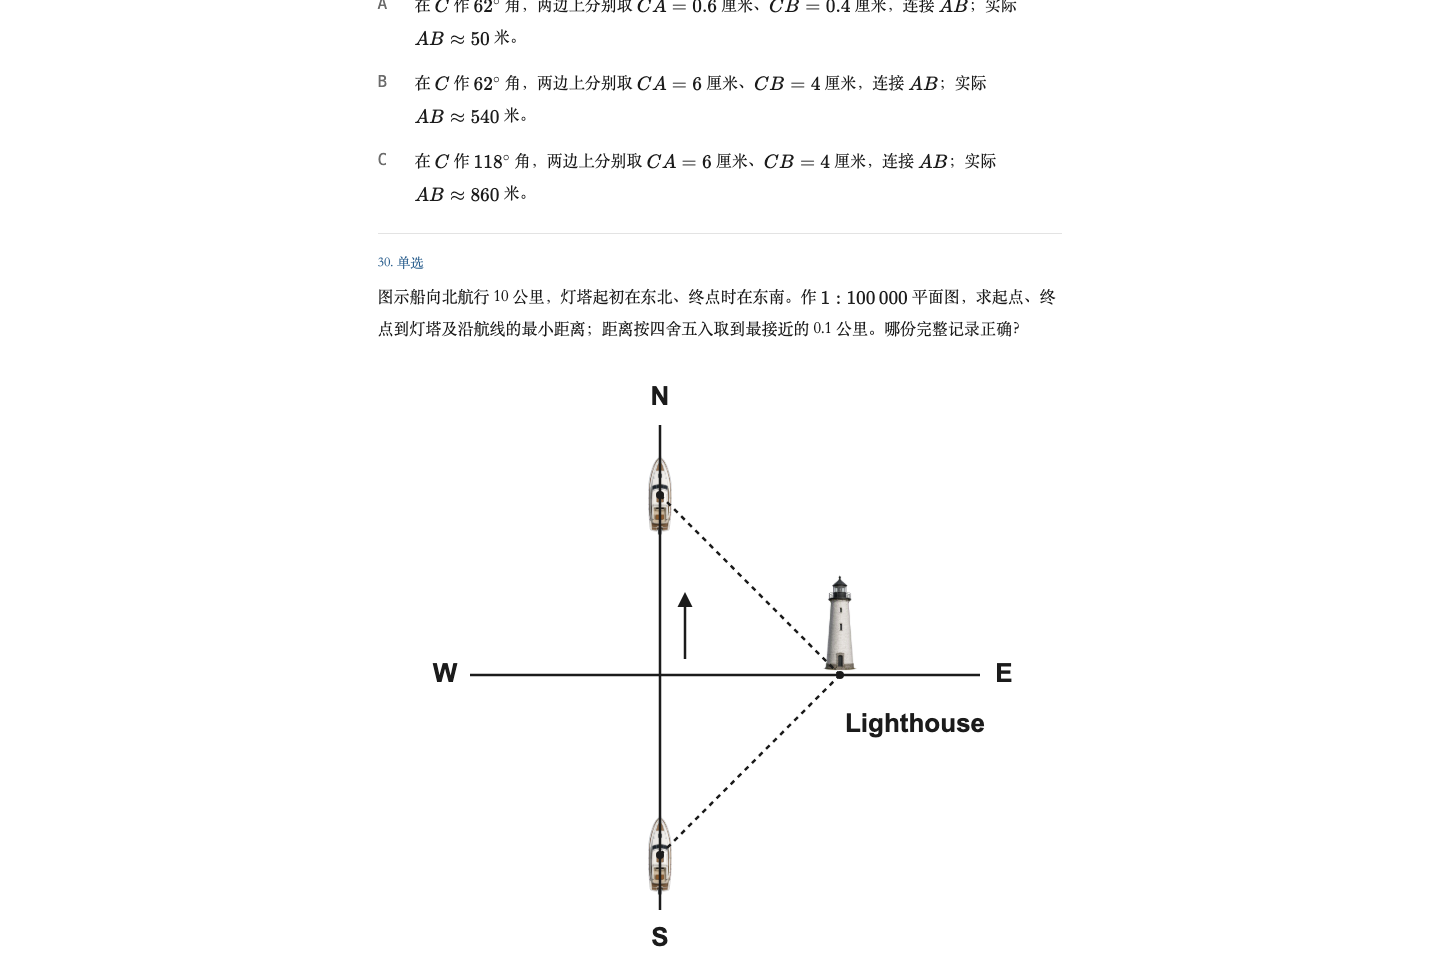 A 在 C 作 62° 角，两边上分别取 CA = 0.6 厘米、CB = 0.4 厘米，连接 AB；实际
AB ≈ 50 米。
B 在 C 作 62° 角，两边上分别取 CA = 6 厘米、CB = 4 厘米，连接 AB；实际
AB ≈ 540 米。
C 在 C 作 118° 角，两边上分别取 CA = 6 厘米、CB = 4 厘米，连接 AB；实际
AB ≈ 860 米。
30. 单选
图示船向北航行 10 公里，灯塔起初在东北、终点时在东南。作 1 : 100 000 平面图，求起点、终
点到灯塔及沿航线的最小距离；距离按四舍五入取到最接近的 0.1 公里。哪份完整记录正确？
N
W
E
Lighthouse
S